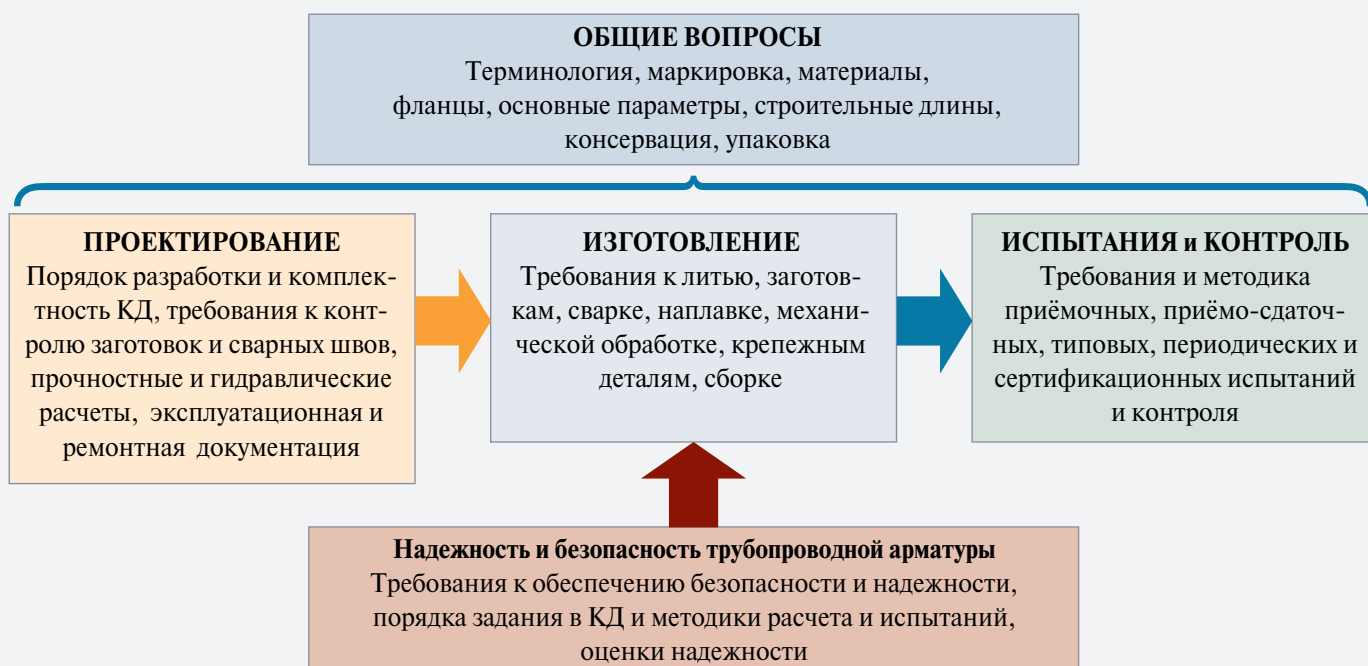 ОБЩИЕ ВОПРОСЫ
Терминология, маркировка, материалы,
фланцы, основные параметры, строительные длины,
консервация, упаковка
ПРОЕКТИРОВАНИЕ
Порядок разработки и комплек-
тность КД, требования к конт-
ролю заготовок и сварных швов,
прочностные и гидравлические
расчеты, эксплуатационная и
ремонтная документация
ИЗГОТОВЛЕНИЕ
Требования к литью, заготов-
кам, сварке, наплавке, механи-
ческой обработке, крепежным
деталям, сборке
ИСПЫТАНИЯ и КОНТРОЛЬ
Требования и методика
приёмочных, приёмо-сдаточ-
ных, типовых, периодических и
сертификационных испытаний
и контроля
Надежность и безопасность трубопроводной арматуры
Требования к обеспечению безопасности и надежности,
порядка задания в КД и методики расчета и испытаний,
оценки надежности